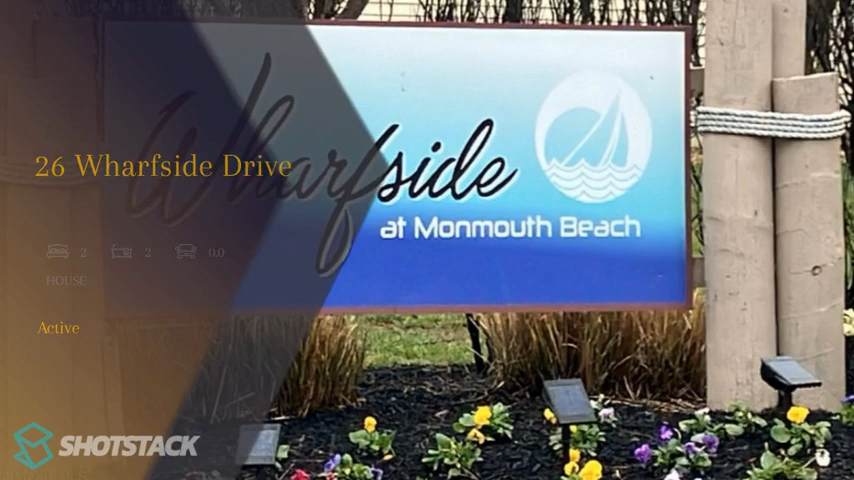 Wharfside
at Monmouth Beach
26 Wharfside Drive
2 2 0.0
HOUSE
Active
SHOTSTACK